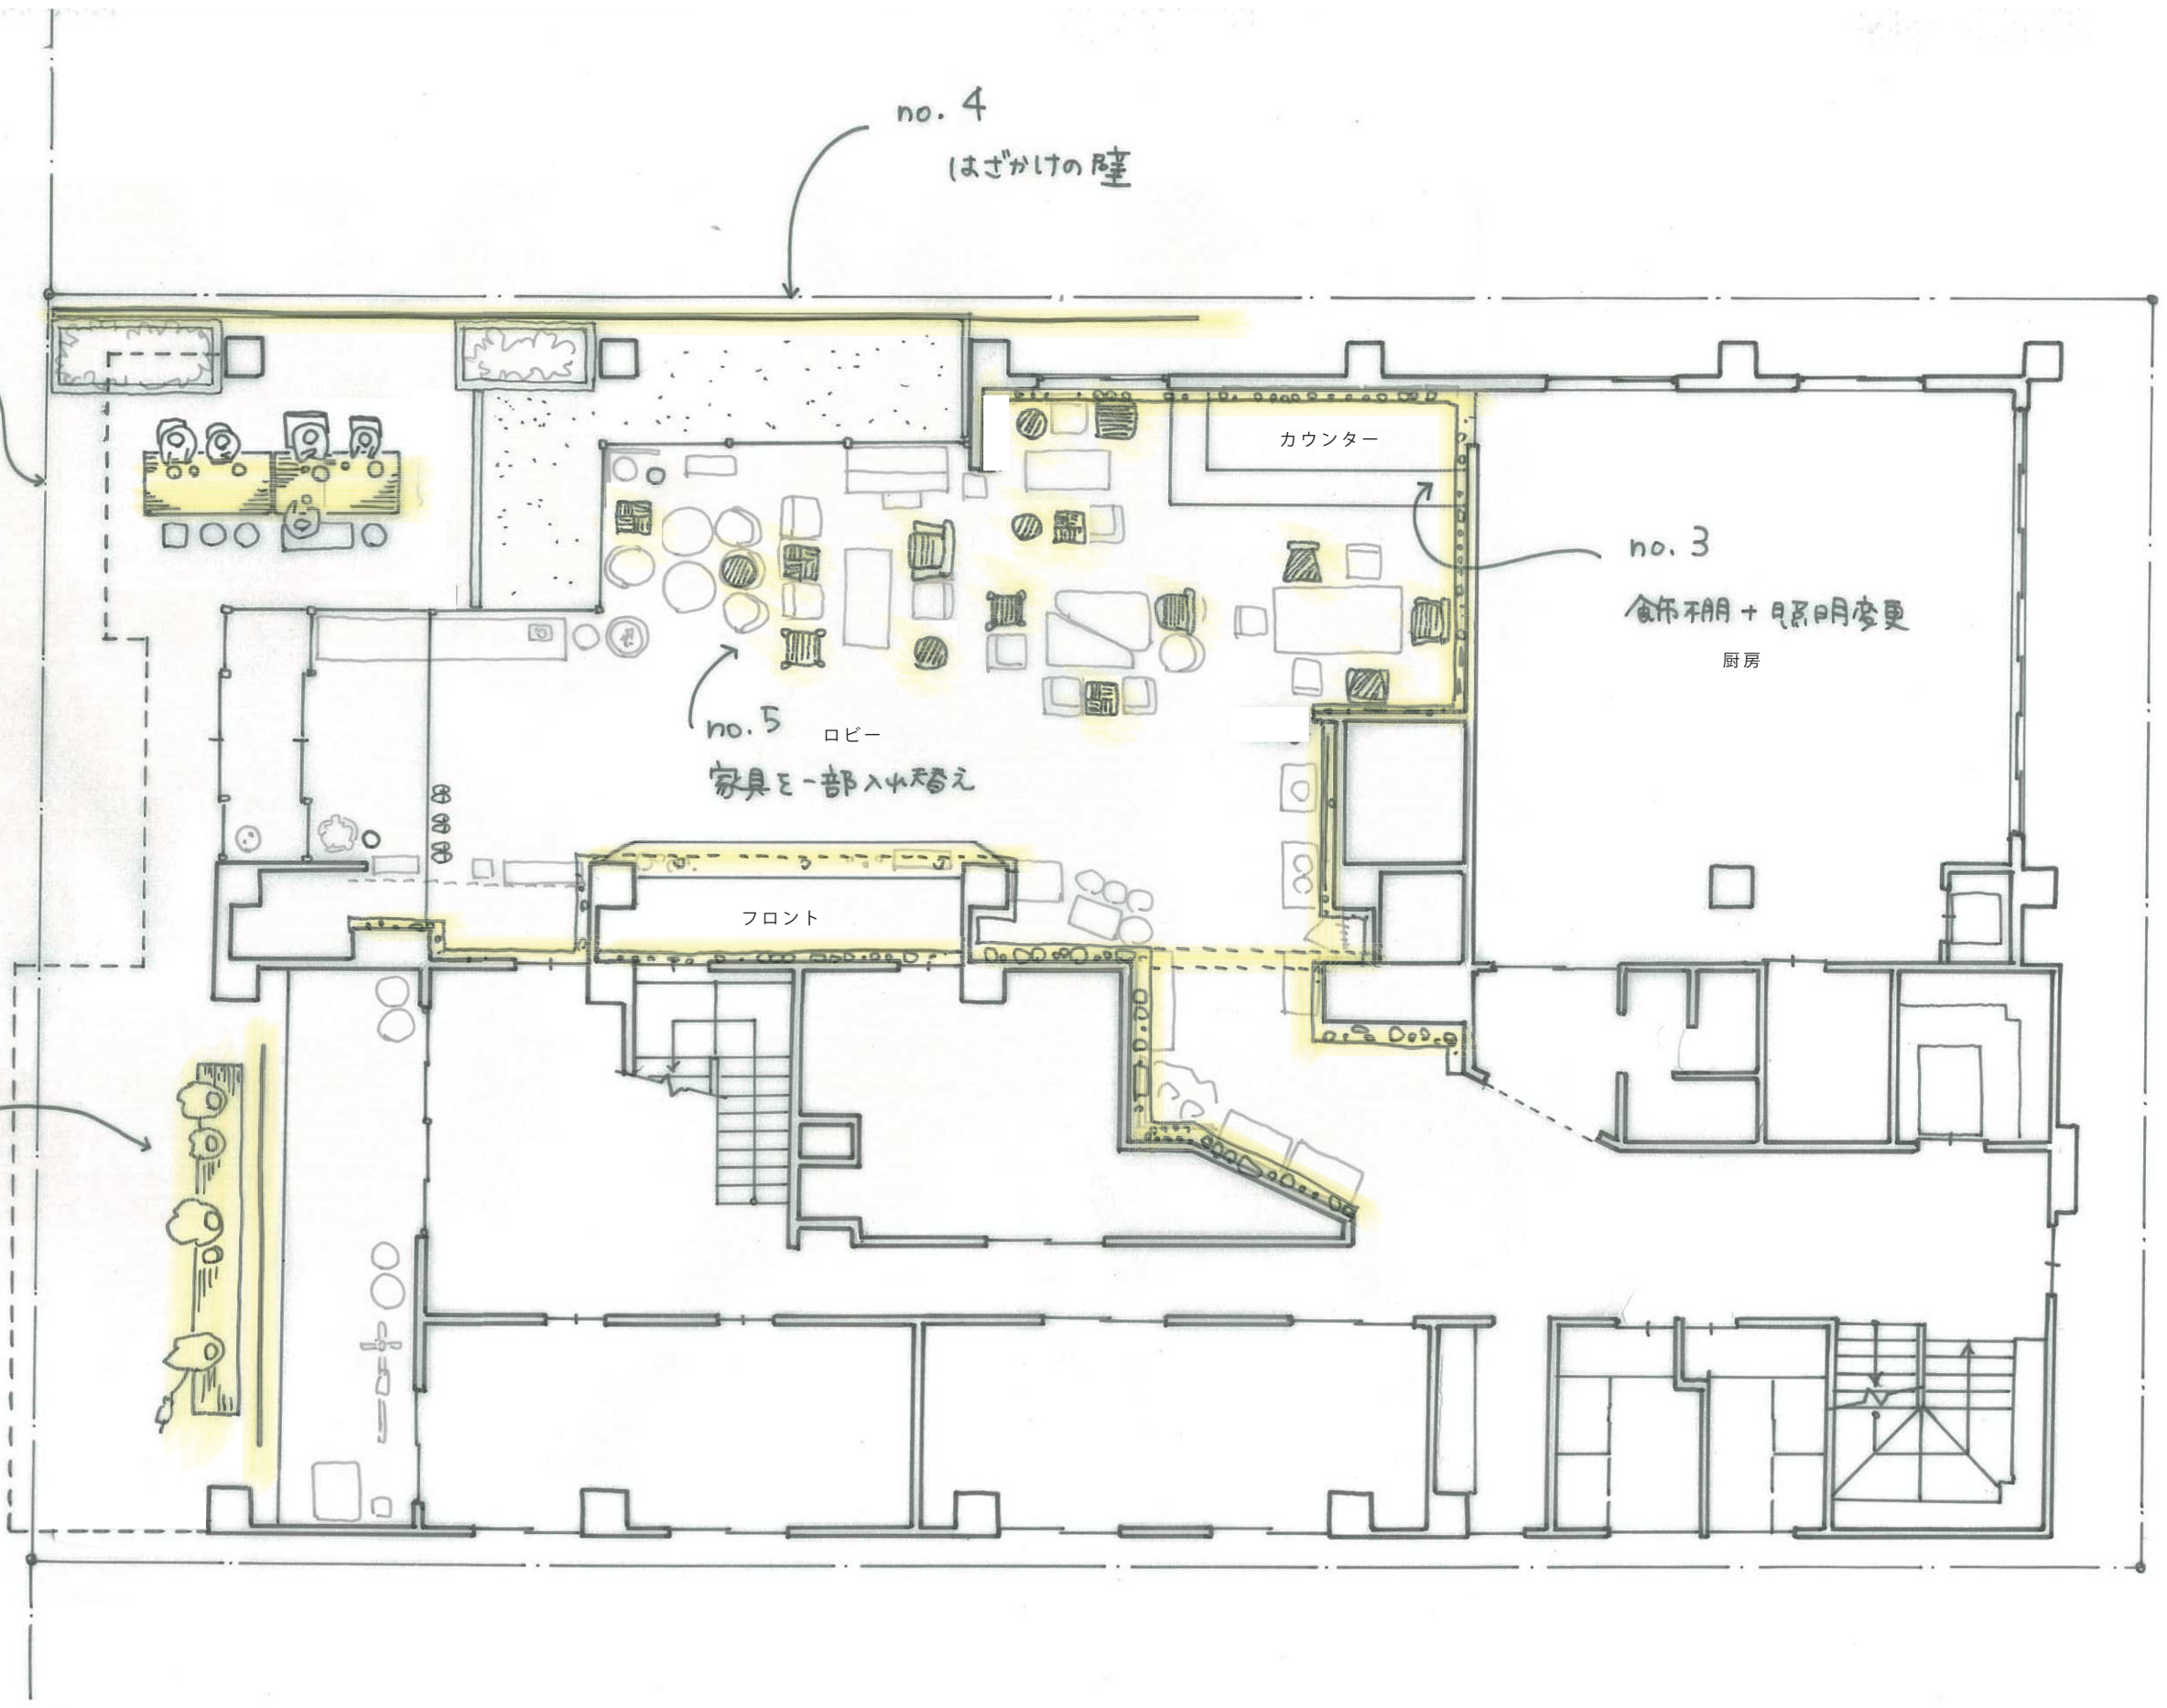 no. 4
はざかけの壁
カウンター
no. 3
飾棚+照明変更
厨房
no. 5
ロビー
家具を一部入れ替え
フロント